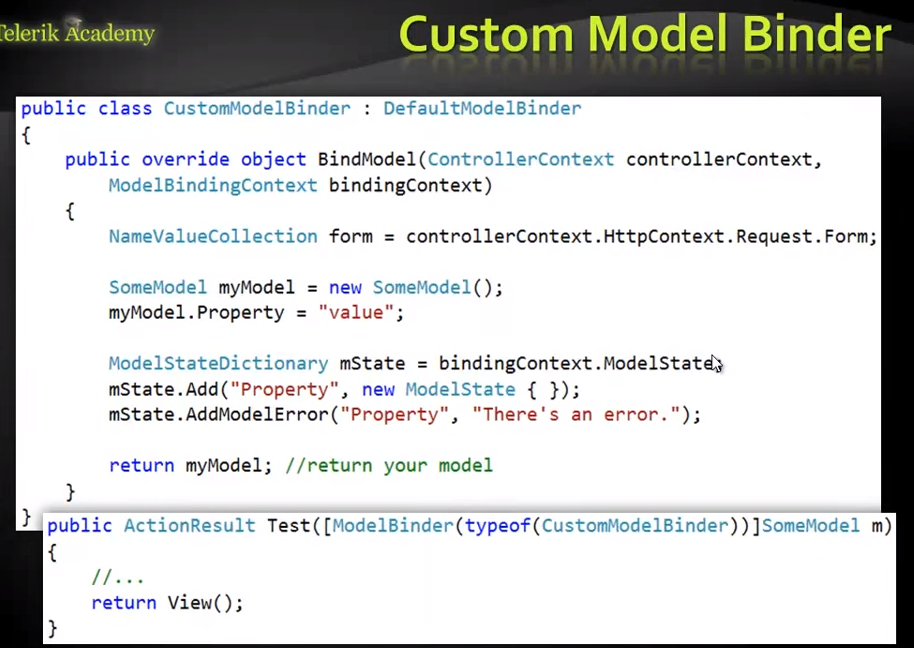 Telerik Academy
Custom Model Binder
public class CustomModelBinder : DefaultModelBinder
{
public override object BindModel(ControllerContext controllerContext,
ModelBindingContext bindingContext)
{
NameValueCollection form = controllerContext.HttpContext.Request.Form;
SomeModel myModel = new SomeModel();
myModel.Property = "value";
ModelStateDictionary mState = bindingContext.ModelState
mState.Add("Property", new ModelState { });
mState.AddModelError("Property", "There's an error.");
return myModel; //return your model
}
}
public ActionResult Test([ModelBinder(typeof(CustomModelBinder))]SomeModel m)
{
//...
return View();
}